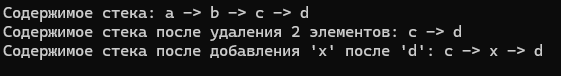 Содержимое стека: a -> b -> c -> d
Содержимое стека после удаления 2 элементов: c -> d
Содержимое стека после добавления 'x' после 'd': c -> x -> d